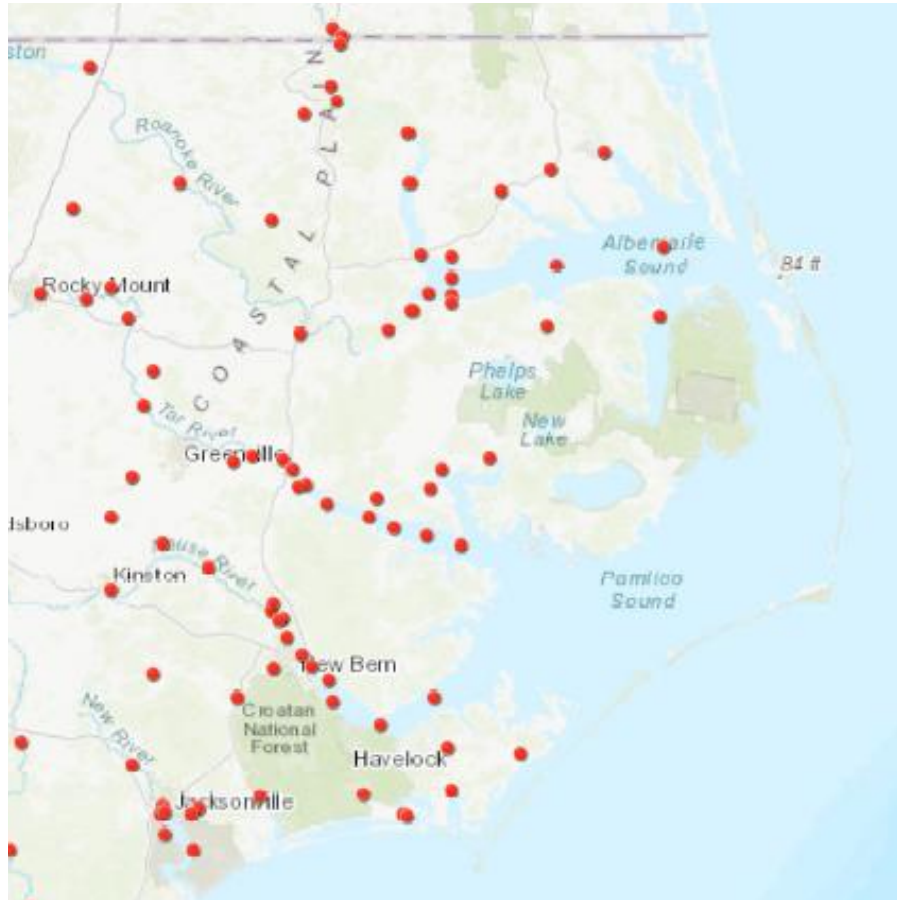 ston
COASTAL PLAIN
Roanoke River
Albemarle
Sound
84 ft
Rocky Mount
Phelps
Lake
New
Lake
Tar River
Greenville
dsboro
Neuse River
Kinston
Pamlico
Sound
New Bern
Croatan
National
Forest
New River
Havelock
Jacksonville